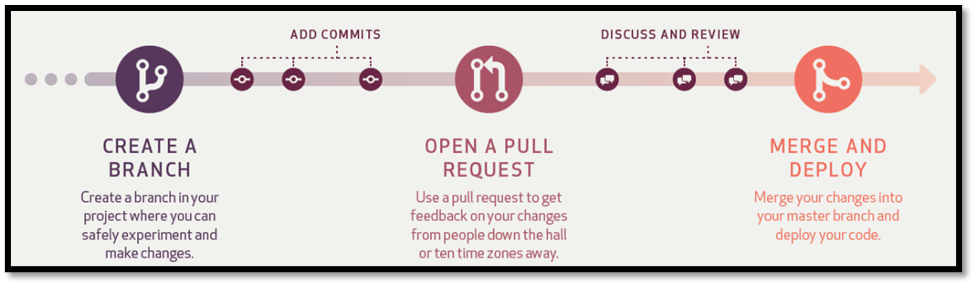 ADD COMMITS
DISCUSS AND REVIEW
CREATE A
BRANCH
Create a branch in your
project where you can
safely experiment and
make changes.
OPEN A PULL
REQUEST
Use a pull request to get
feedback on your changes
from people down the hall
or ten time zones away.
MERGE AND
DEPLOY
Merge your changes into
your master branch and
deploy your code.